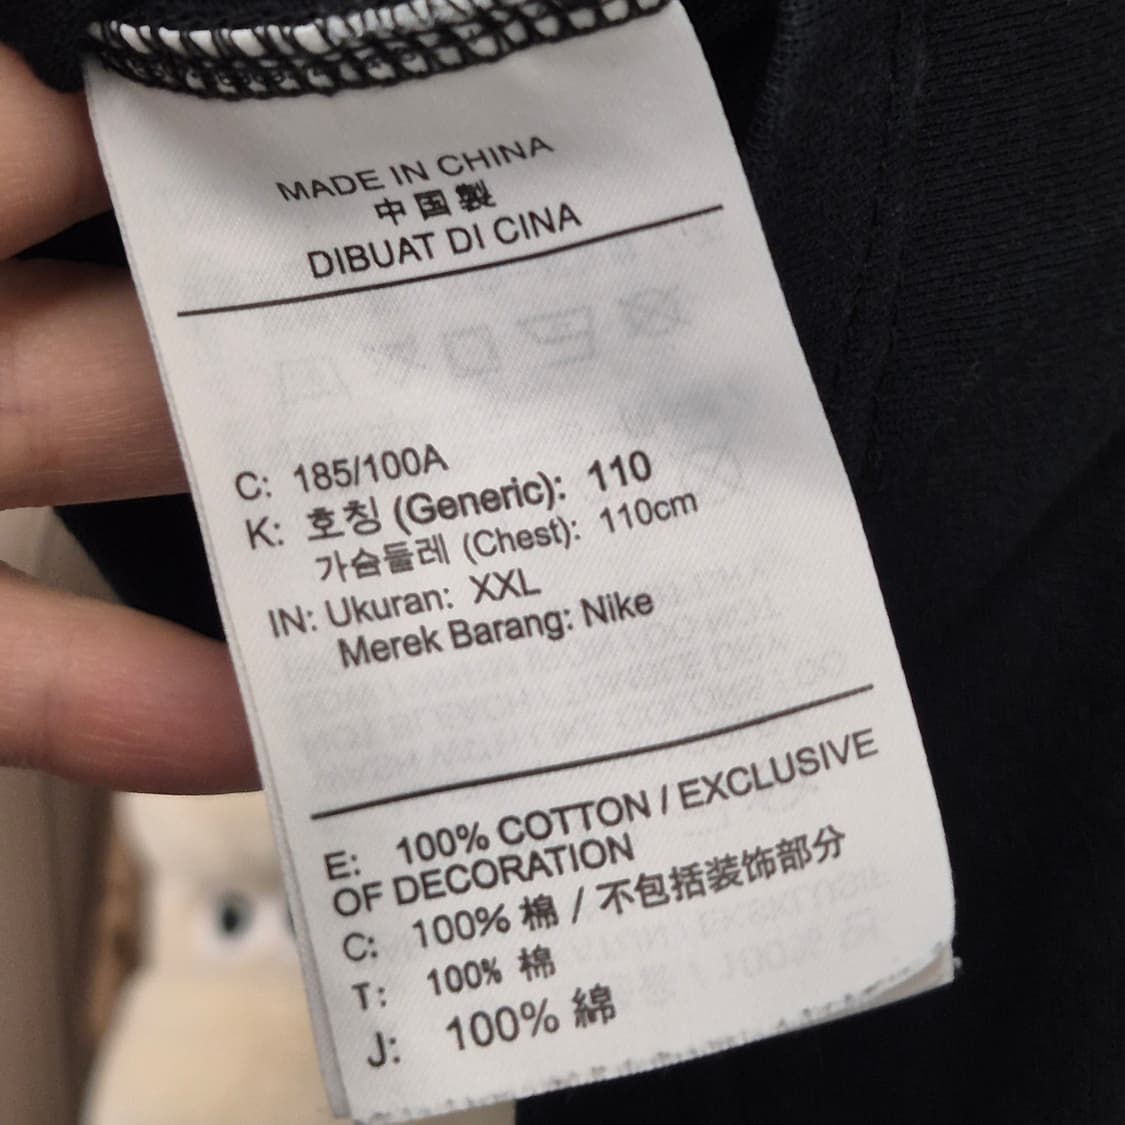 MADE IN CHINA
中国製
DIBUAT DI CINA
C: 185/100A
K: 호칭 (Generic): 110
가슴둘레 (Chest): 110cm
IN: Ukuran: XXL
Merek Barang: Nike
E: 100% COTTON / EXCLUSIVE
OF DECORATION
C: 100% 棉 / 不包括装饰部分
T: 100% 棉
J: 100% 綿